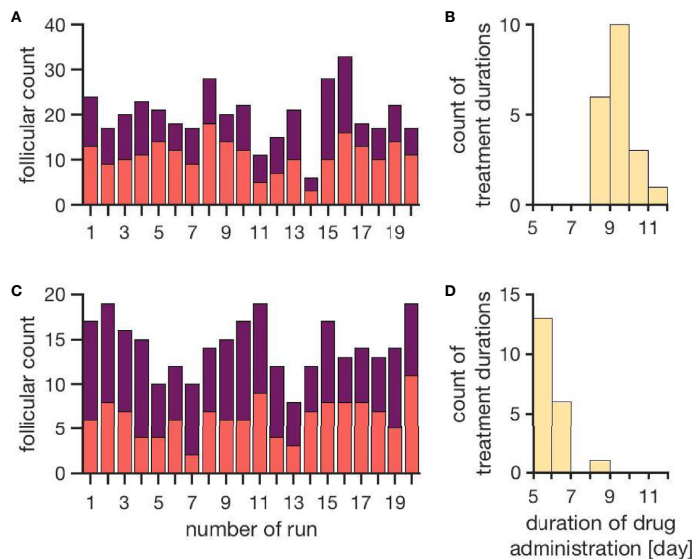 A
follicular count
40
30
20
10
0
1 3 5 7 9 11 13 15 17 19
B
count of
treatment durations
10
5
0
5 7 9 11
C
follicular count
20
15
10
5
0
1 3 5 7 9 11 13 15 17 19
number of run
D
count of
treatment durations
15
10
5
0
5 7 9 11
duration of drug
administration [day]